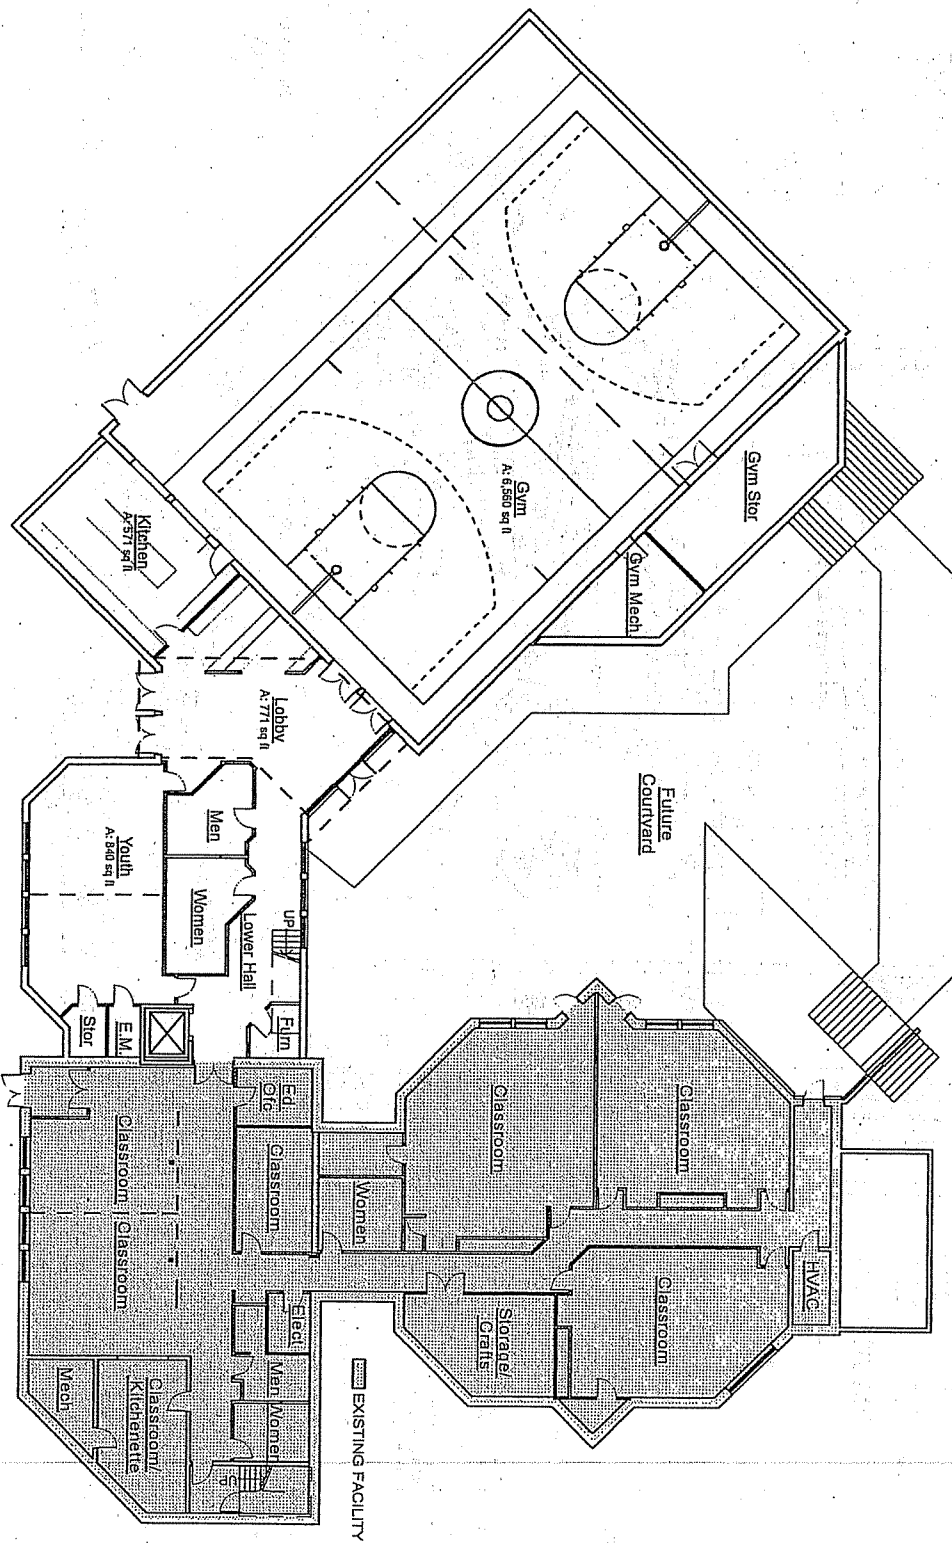 Gym Stor
Gym
A: 6,560 sq ft
Gym Mech
Kitchen
A: 571 sq ft
Lobby
A: 771 sq ft
Future
Courtyard
Men
Youth
A: 840 sq ft
Women
Lower Hall
UP
Stor
E.M.
Furn
Ed
Ofc
Classroom
Classroom
Classroom
Women
Classroom
Classroom
HVAC
Classroom
Storage/
Crafts
Elect
Men
Women
Mech
Classroom/
Kitchenette
UP
EXISTING FACILITY